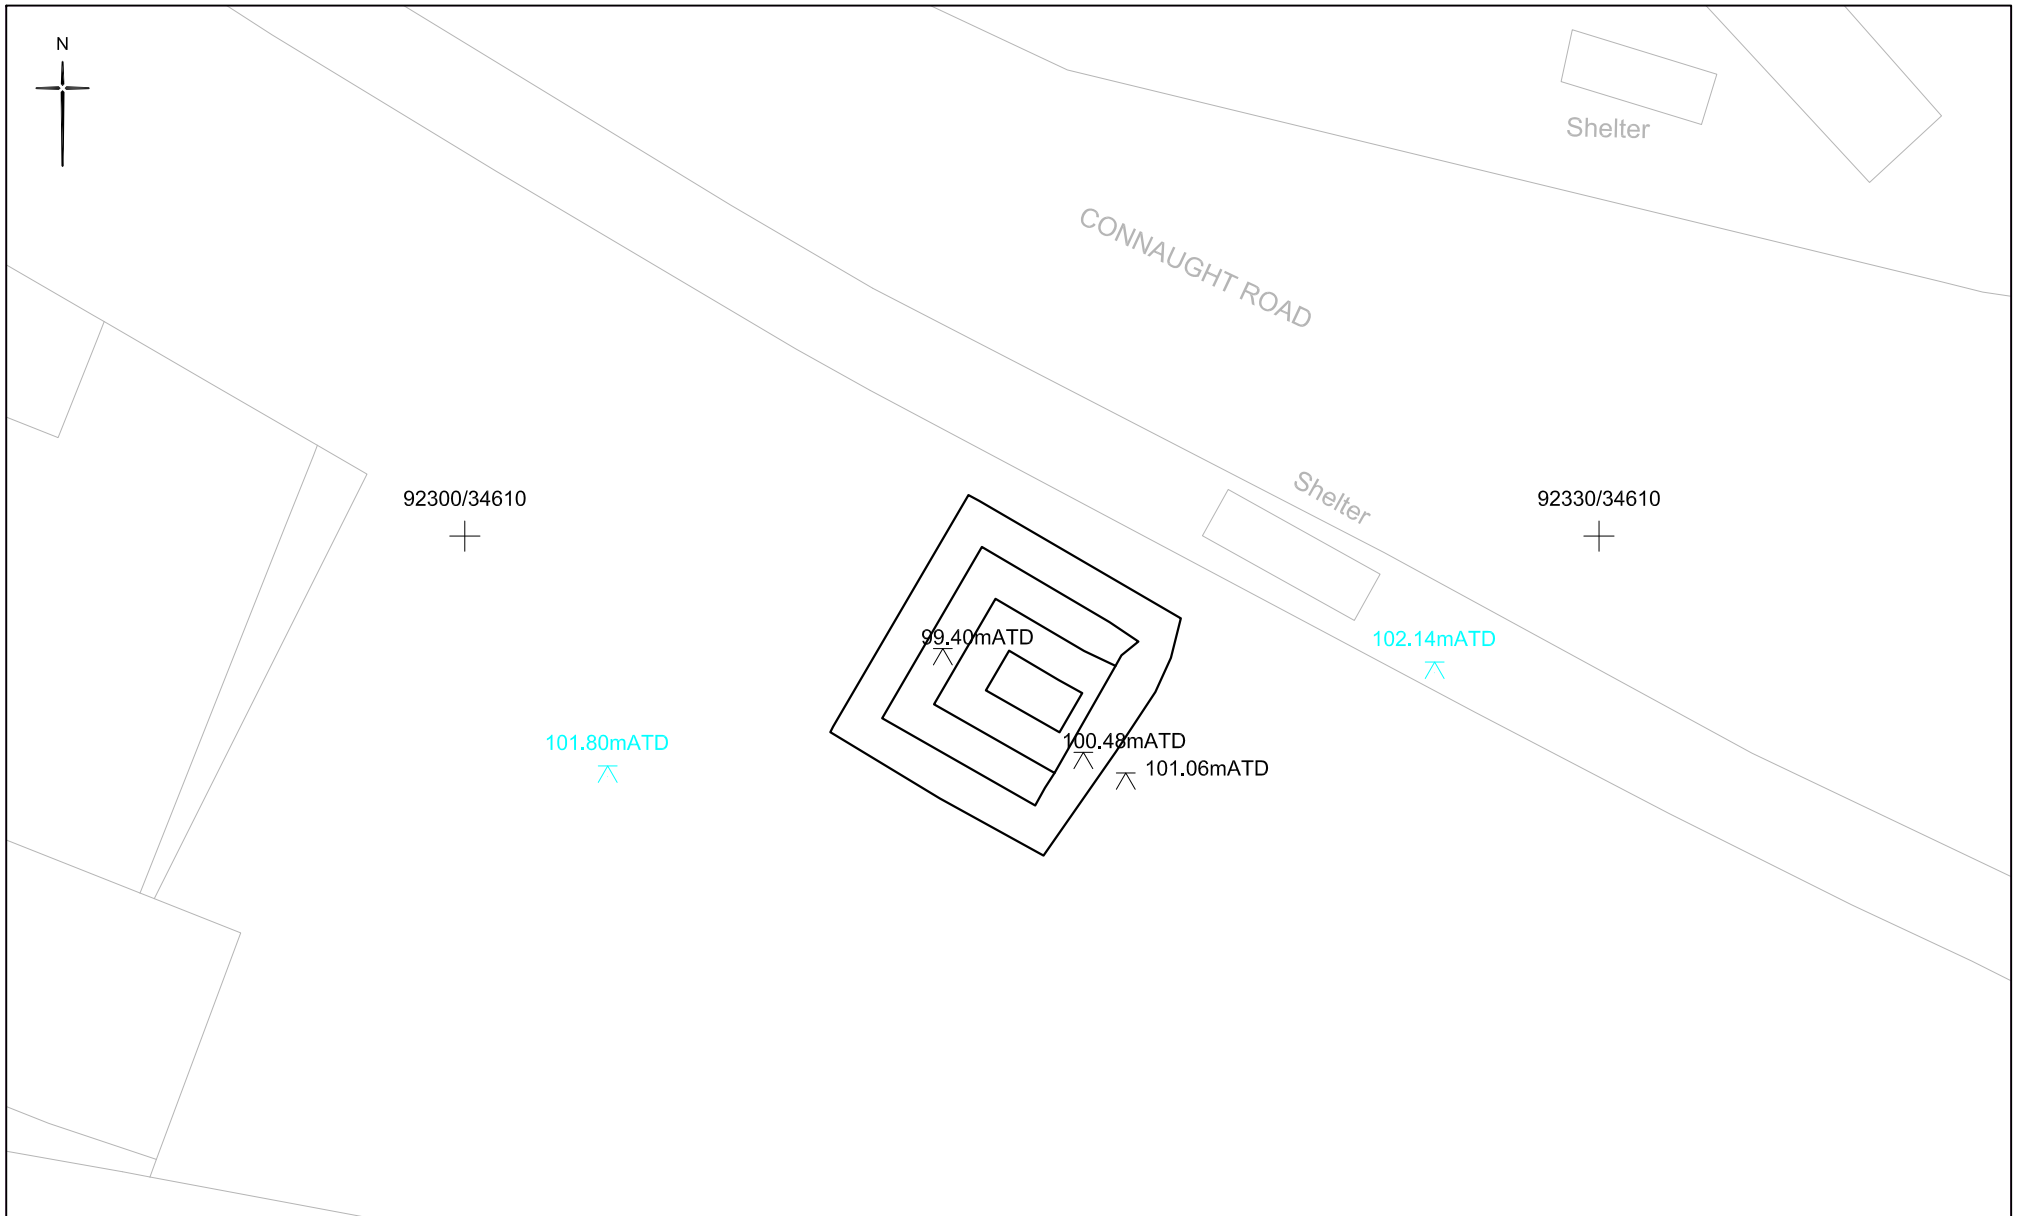 N
Shelter
CONNAUGHT ROAD
Shelter
92300/34610
92330/34610
99.40mATD
102.14mATD
101.80mATD
100.48mATD
101.06mATD